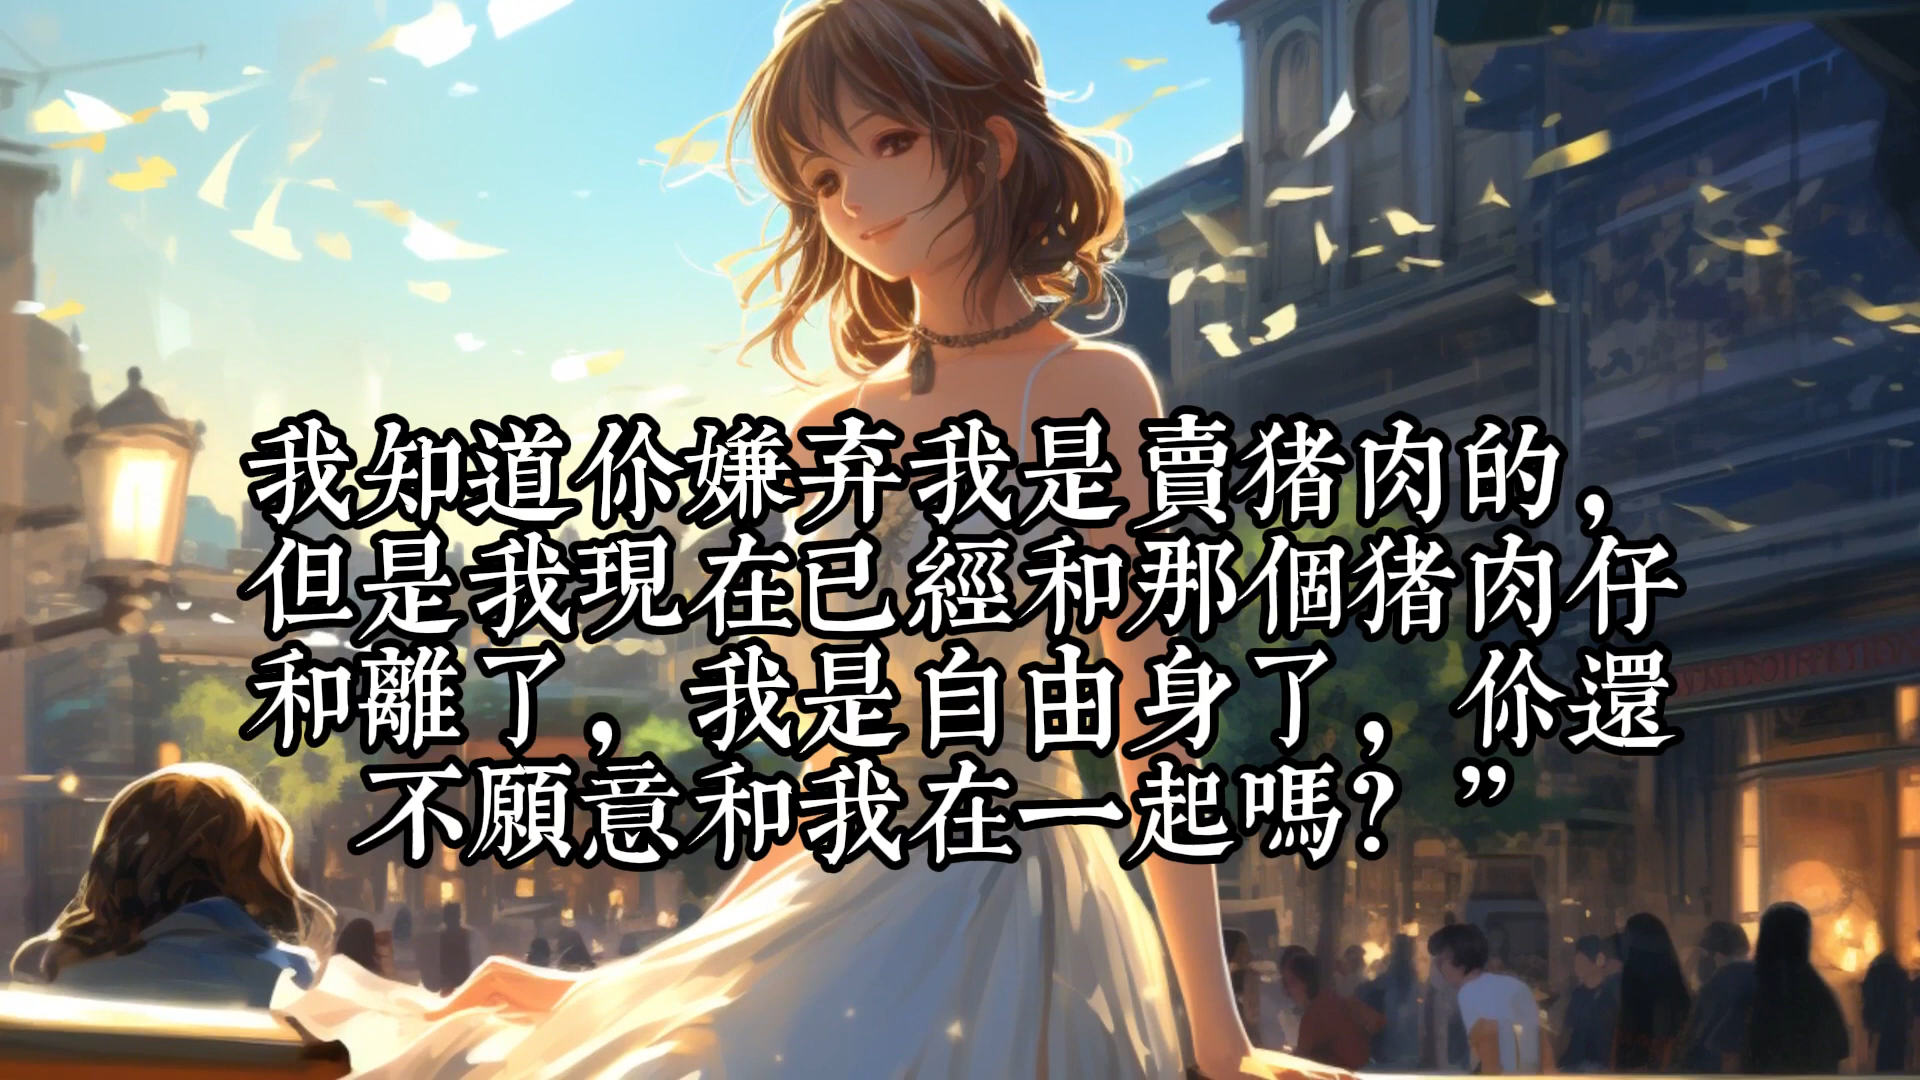 我知道你嫌弃我是賣猪肉的，
但是我現在已經和那個猪肉仔
和離了，我是自由身了，你還
不願意和我在一起嗎？”